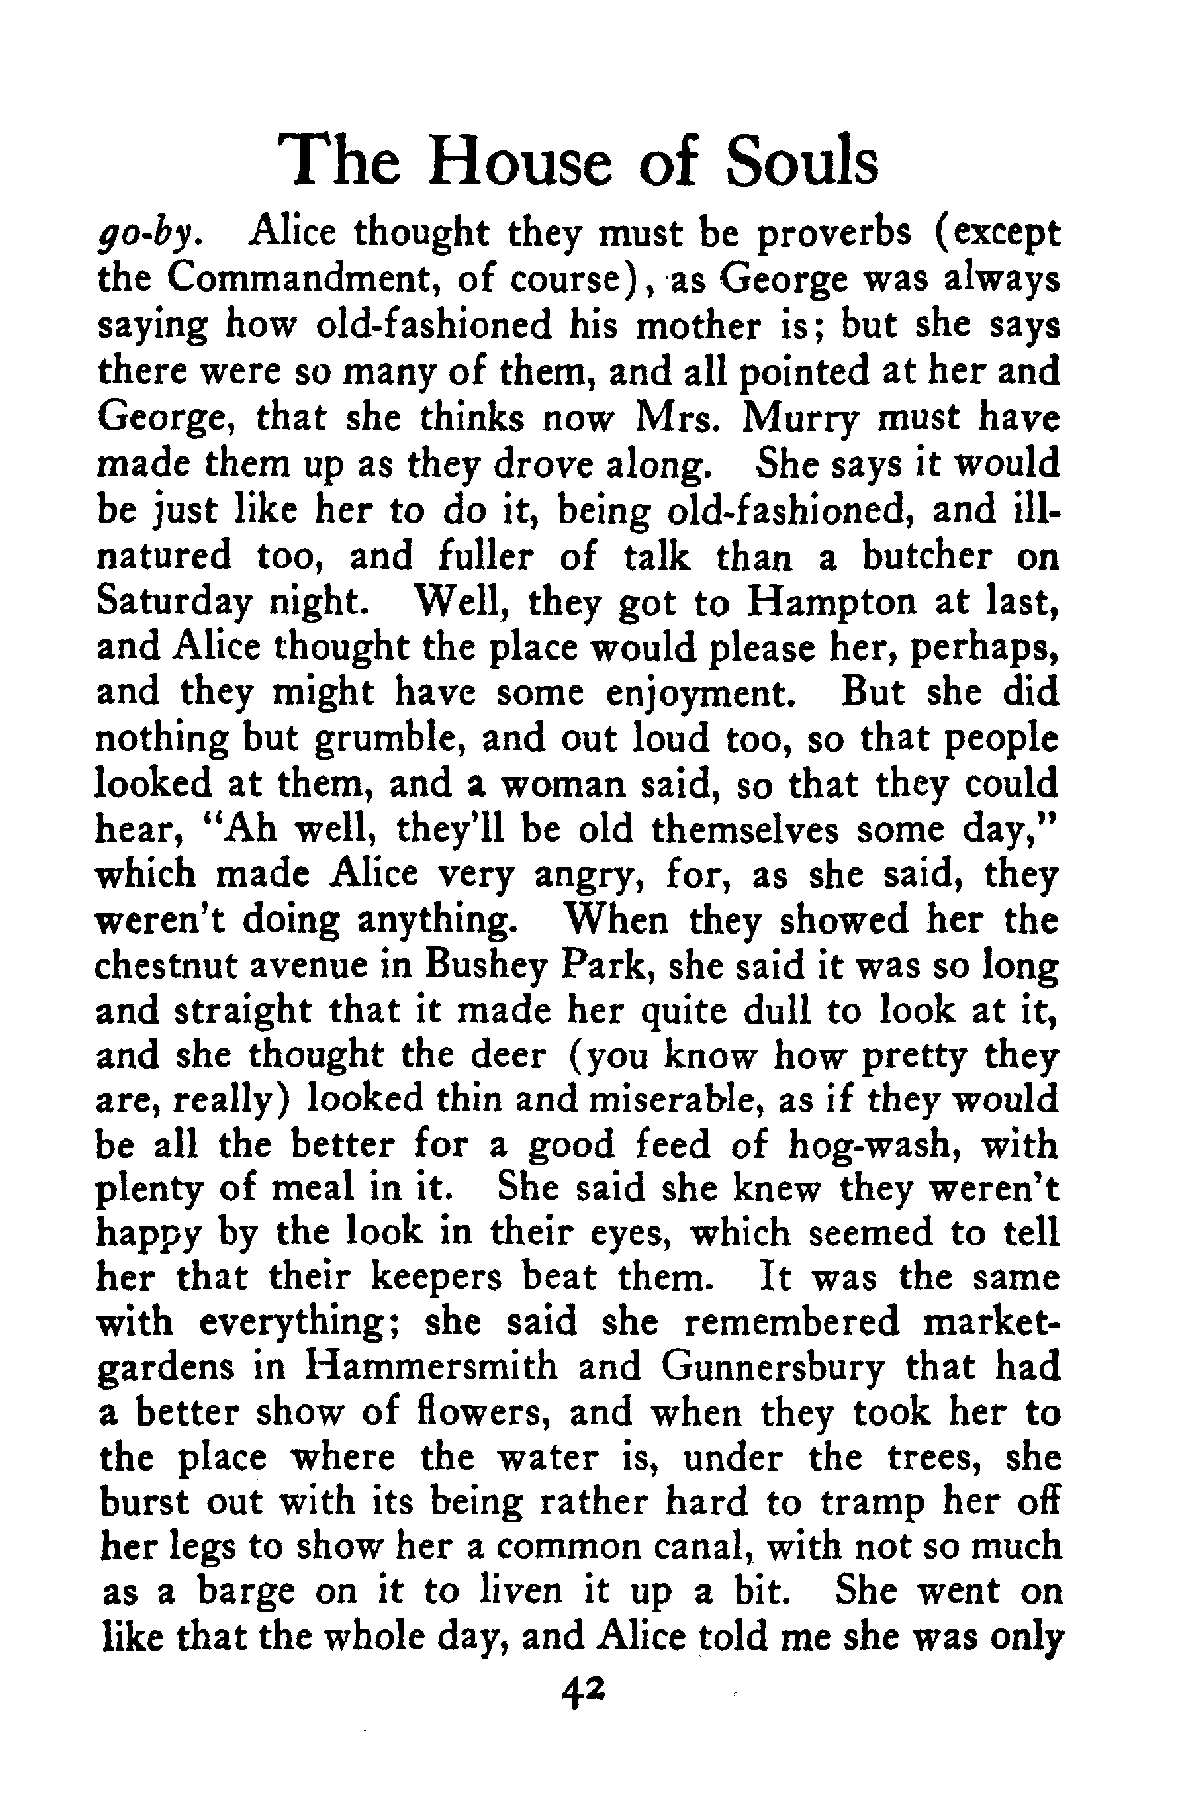 The House of Souls
go-by. Alice thought they must be proverbs (except
the Commandment, of course), as George was always
saying how old-fashioned his mother is; but she says
there were so many of them, and all pointed at her and
George, that she thinks now Mrs. Murry must have
made them up as they drove along. She says it would
be just like her to do it, being old-fashioned, and ill-
natured too, and fuller of talk than a butcher on
Saturday night. Well, they got to Hampton at last,
and Alice thought the place would please her, perhaps,
and they might have some enjoyment. But she did
nothing but grumble, and out loud too, so that people
looked at them, and a woman said, so that they could
hear, “Ah well, they’ll be old themselves some day,”
which made Alice very angry, for, as she said, they
weren’t doing anything. When they showed her the
chestnut avenue in Bushey Park, she said it was so long
and straight that it made her quite dull to look at it,
and she thought the deer (you know how pretty they
are, really) looked thin and miserable, as if they would
be all the better for a good feed of hog-wash, with
plenty of meal in it. She said she knew they weren’t
happy by the look in their eyes, which seemed to tell
her that their keepers beat them. It was the same
with everything; she said she remembered market-
gardens in Hammersmith and Gunnersbury that had
a better show of flowers, and when they took her to
the place where the water is, under the trees, she
burst out with its being rather hard to tramp her off
her legs to show her a common canal, with not so much
as a barge on it to liven it up a bit. She went on
like that the whole day, and Alice told me she was only
42